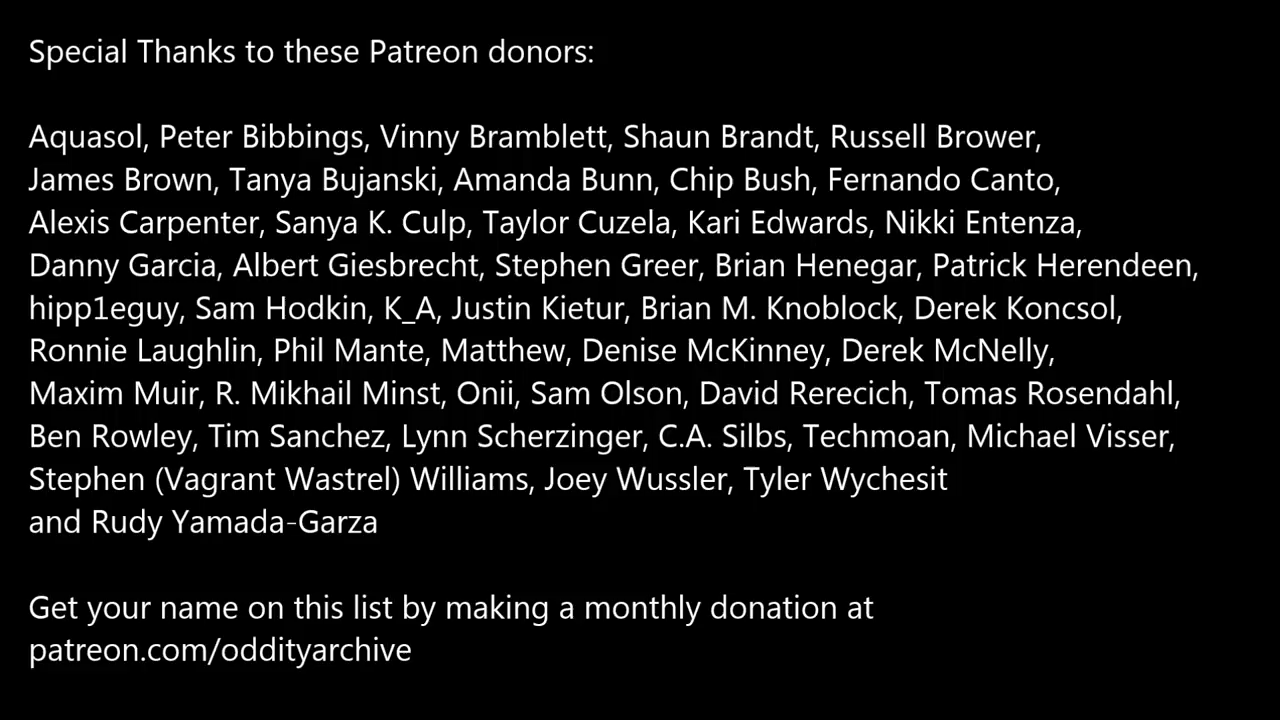 Special Thanks to these Patreon donors:
Aquasol, Peter Bibbings, Vinny Bramblett, Shaun Brandt, Russell Brower,
James Brown, Tanya Bujanski, Amanda Bunn, Chip Bush, Fernando Canto,
Alexis Carpenter, Sanya K. Culp, Taylor Cuzela, Kari Edwards, Nikki Entenza,
Danny Garcia, Albert Giesbrecht, Stephen Greer, Brian Henegar, Patrick Herendeen,
hipp1eguy, Sam Hodkin, K_A, Justin Kietur, Brian M. Knoblock, Derek Koncsol,
Ronnie Laughlin, Phil Mante, Matthew, Denise McKinney, Derek McNelly,
Maxim Muir, R. Mikhail Minst, Onii, Sam Olson, David Rerecich, Tomas Rosendahl,
Ben Rowley, Tim Sanchez, Lynn Scherzinger, C.A. Silbs, Techmoan, Michael Visser,
Stephen (Vagrant Wastrel) Williams, Joey Wussler, Tyler Wychesit
and Rudy Yamada-Garza
Get your name on this list by making a monthly donation at
patreon.com/oddityarchive